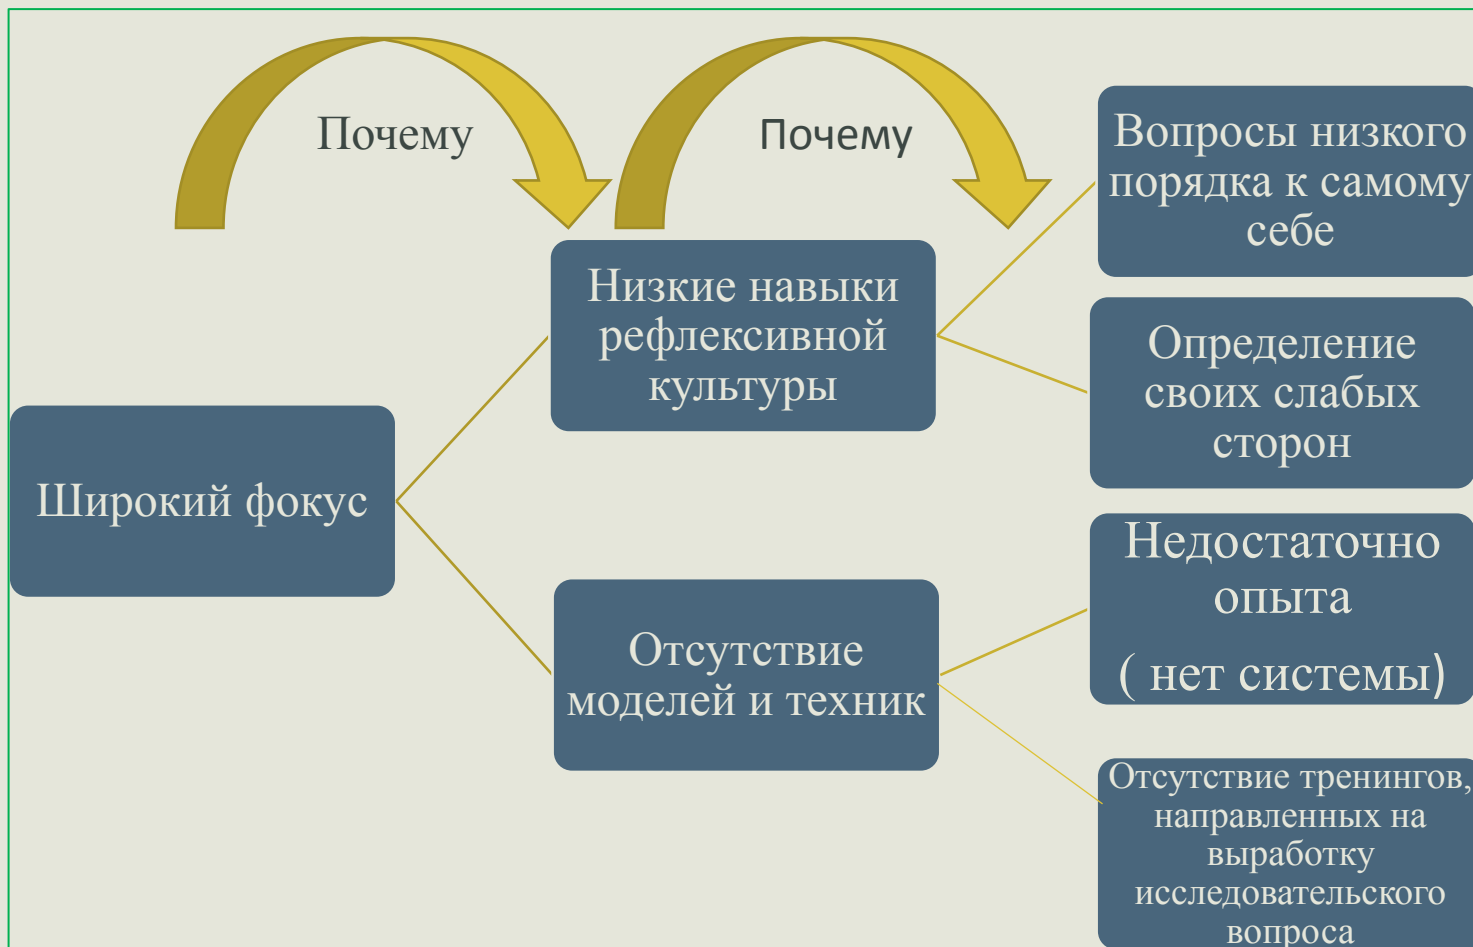 Почему
Почему
Широкий фокус
Низкие навыки
рефлексивной
культуры
Отсутствие
моделей и техник
Вопросы низкого
порядка к самому
себе
Определение
своих слабых
сторон
Недостаточно
опыта
( нет системы)
Отсутствие тренингов,
направленных на
выработку
исследовательского
вопроса